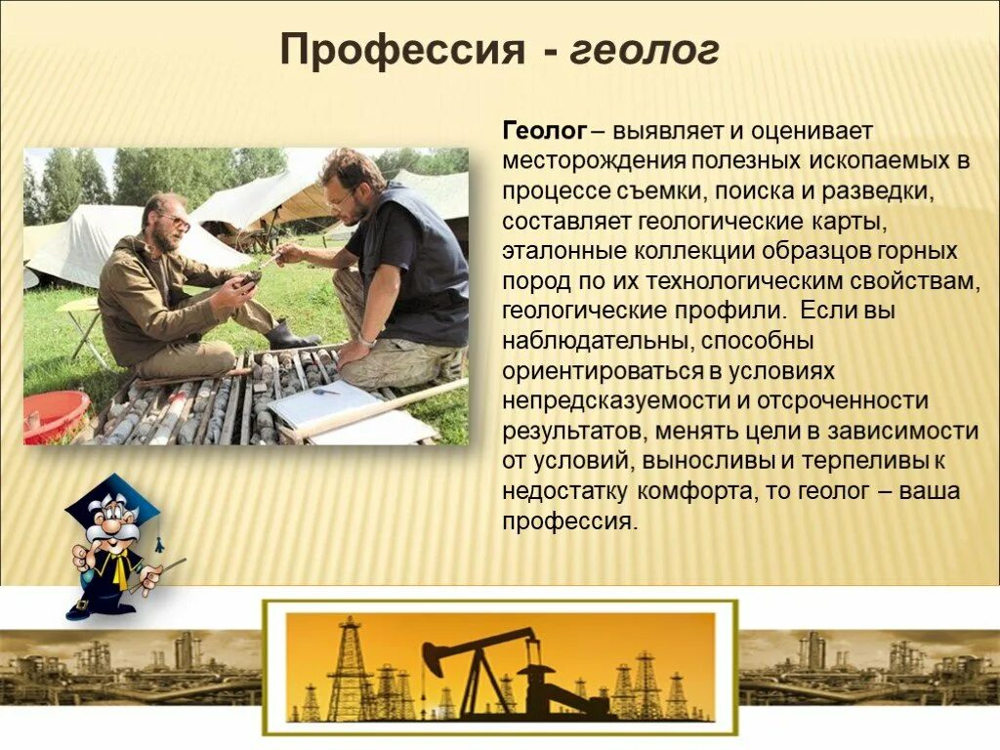 Профессия - геолог
Геолог – выявляет и оценивает
месторождения полезных ископаемых в
процессе съемки, поиска и разведки,
составляет геологические карты,
эталонные коллекции образцов горных
пород по их технологическим свойствам,
геологические профили. Если вы
наблюдательны, способны
ориентироваться в условиях
непредсказуемости и отсроченности
результатов, менять цели в зависимости
от условий, выносливы и терпеливы к
недостатку комфорта, то геолог – ваша
профессия.